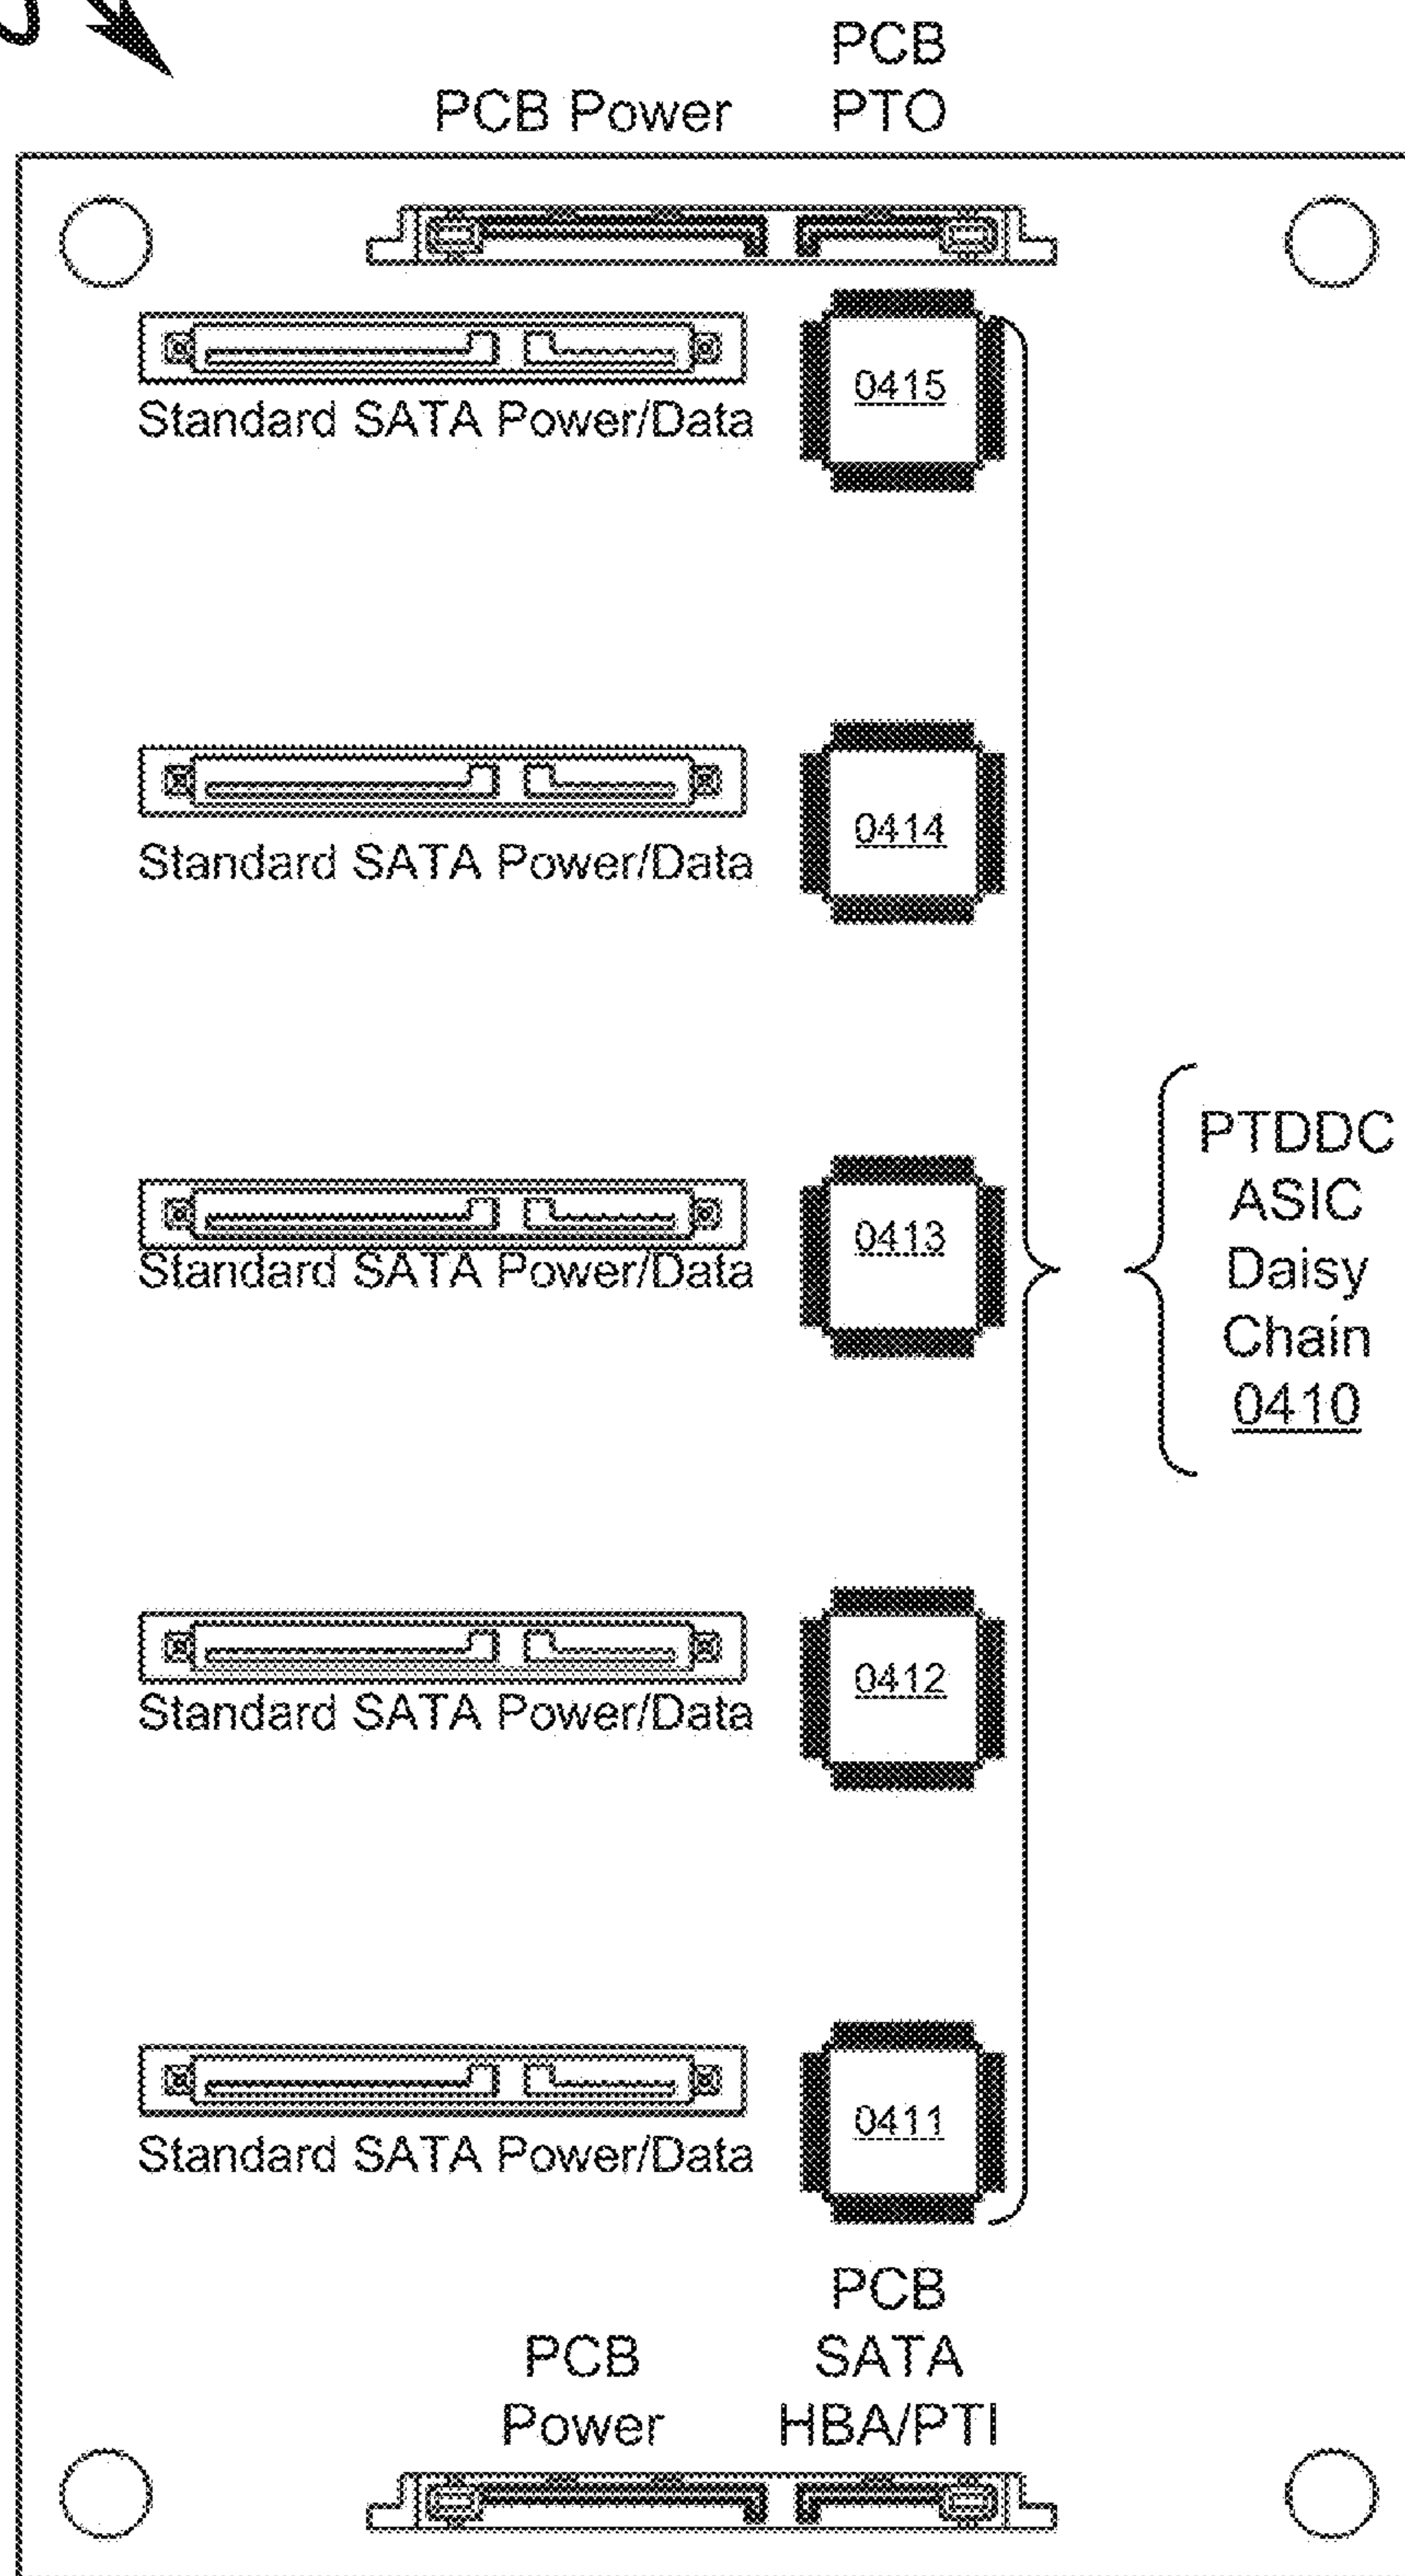 PCB
PCB Power PTO
0415
Standard SATA Power/Data
0414
Standard SATA Power/Data
0413
Standard SATA Power/Data
PTDDC
ASIC
Daisy
Chain
0410
0412
Standard SATA Power/Data
0411
Standard SATA Power/Data
PCB
Power
PCB
SATA
HBA/PTI